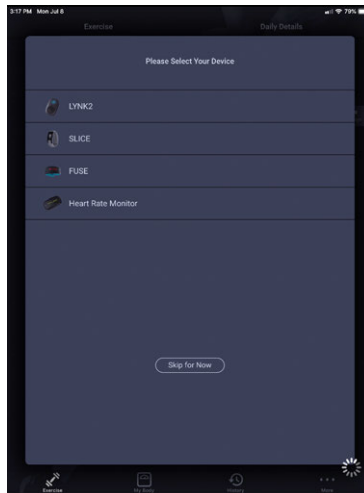 3:17 PM Mon Jul 6 79%
Exercise Daily Details
Please Select Your Device
LYNK2
SLICE
FUSE
Heart Rate Monitor
Skip for Now
Exercise My Body History More